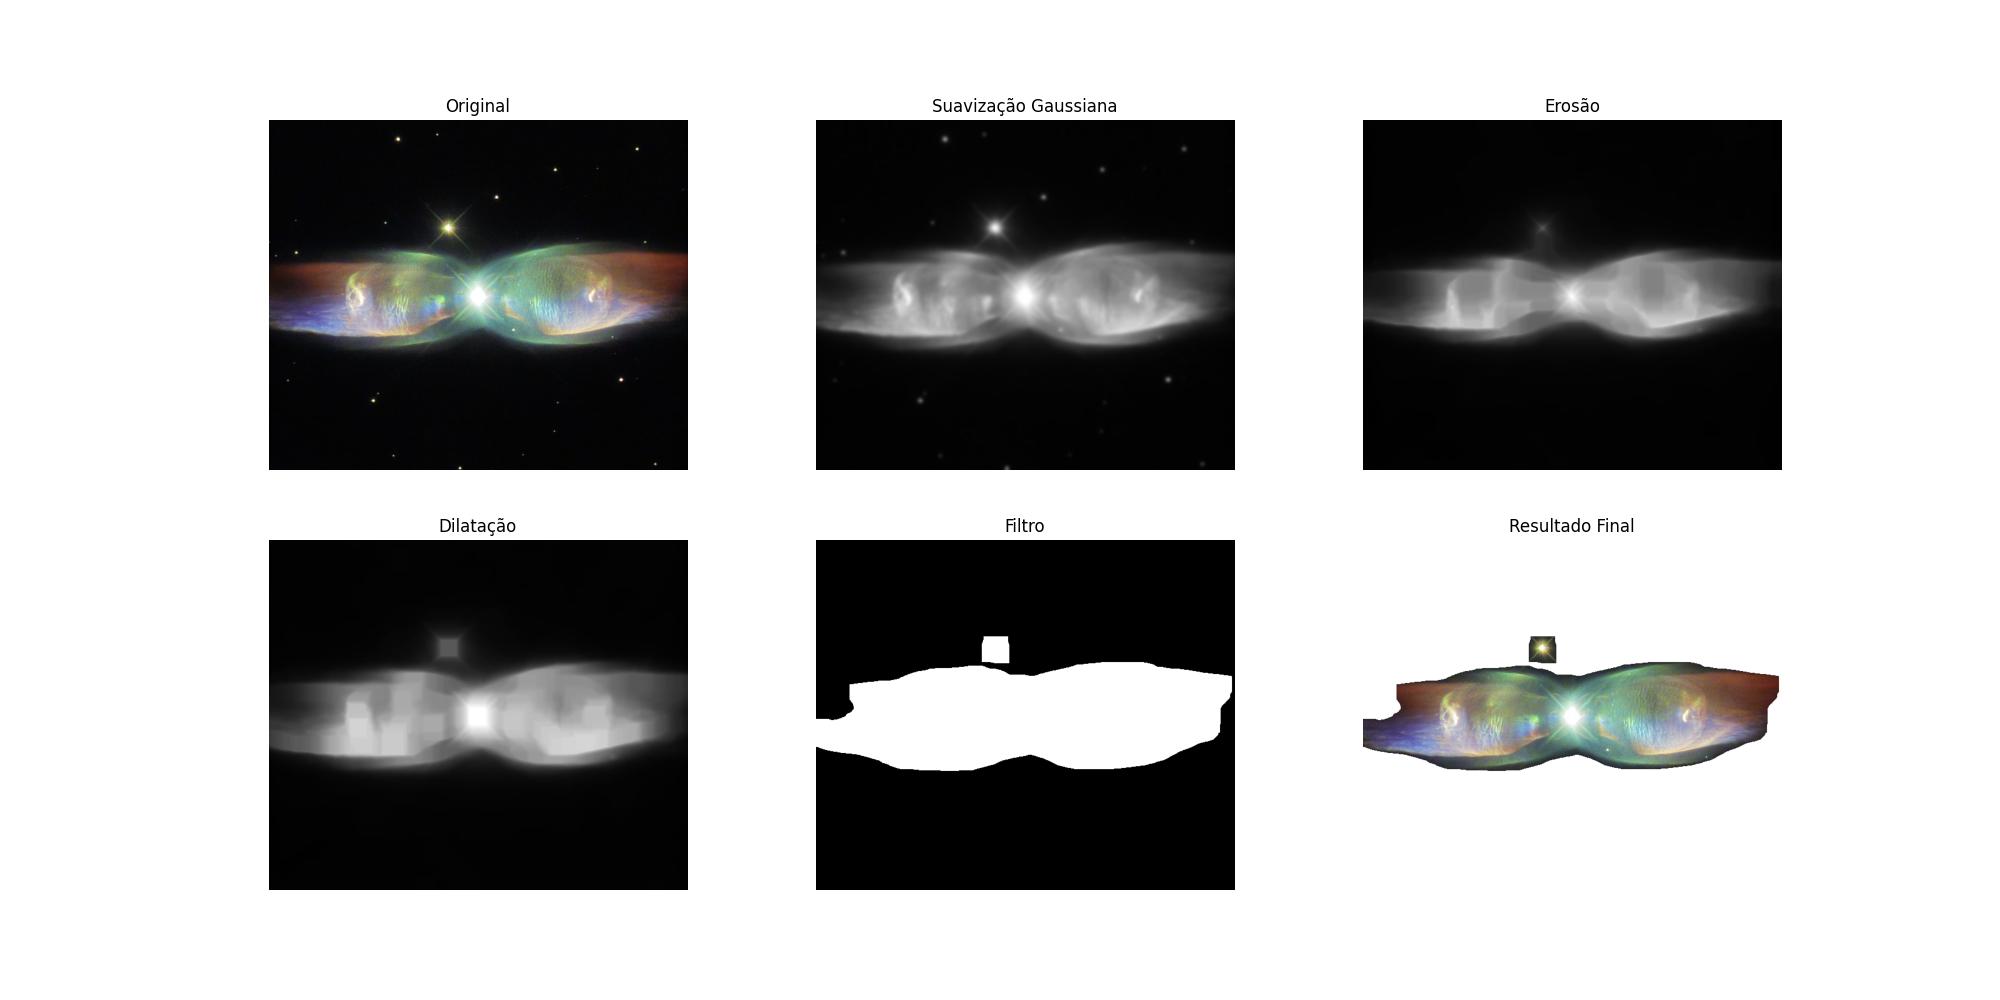 Original
Suavização Gaussiana
Erosão
Dilatação
Filtro
Resultado Final